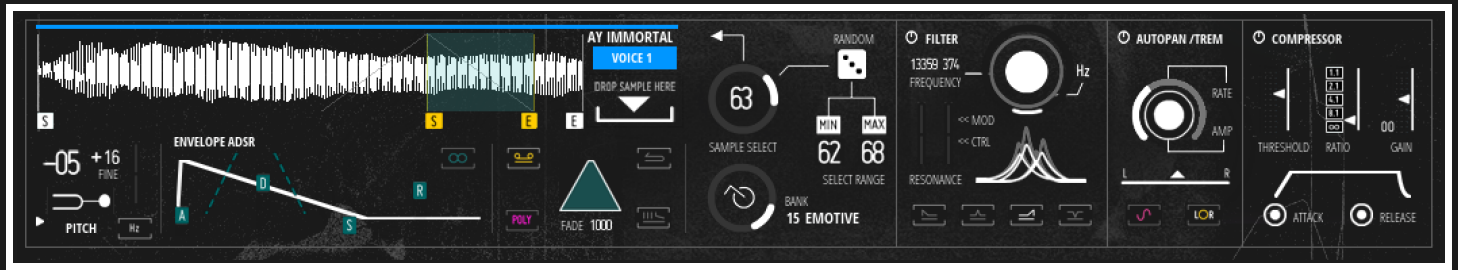 AY IMMORTAL
VOICE 1
DROP SAMPLE HERE
S
S
E
E
ENVELOPE ADSR
-05
+16
FINE
PITCH
Hz
A
D
S
R
POLY
FADE 1000
63
SAMPLE SELECT
RANDOM
MIN
MAX
62
68
SELECT RANGE
BANK
15 EMOTIVE
FILTER
13359 374
FREQUENCY
Hz
<< MOD
<< CTRL
RESONANCE
AUTOPAN /TREM
RATE
AMP
L
R
LOR
COMPRESSOR
1.1
2.1
4.1
8.1
∞
THRESHOLD
RATIO
00
GAIN
ATTACK
RELEASE